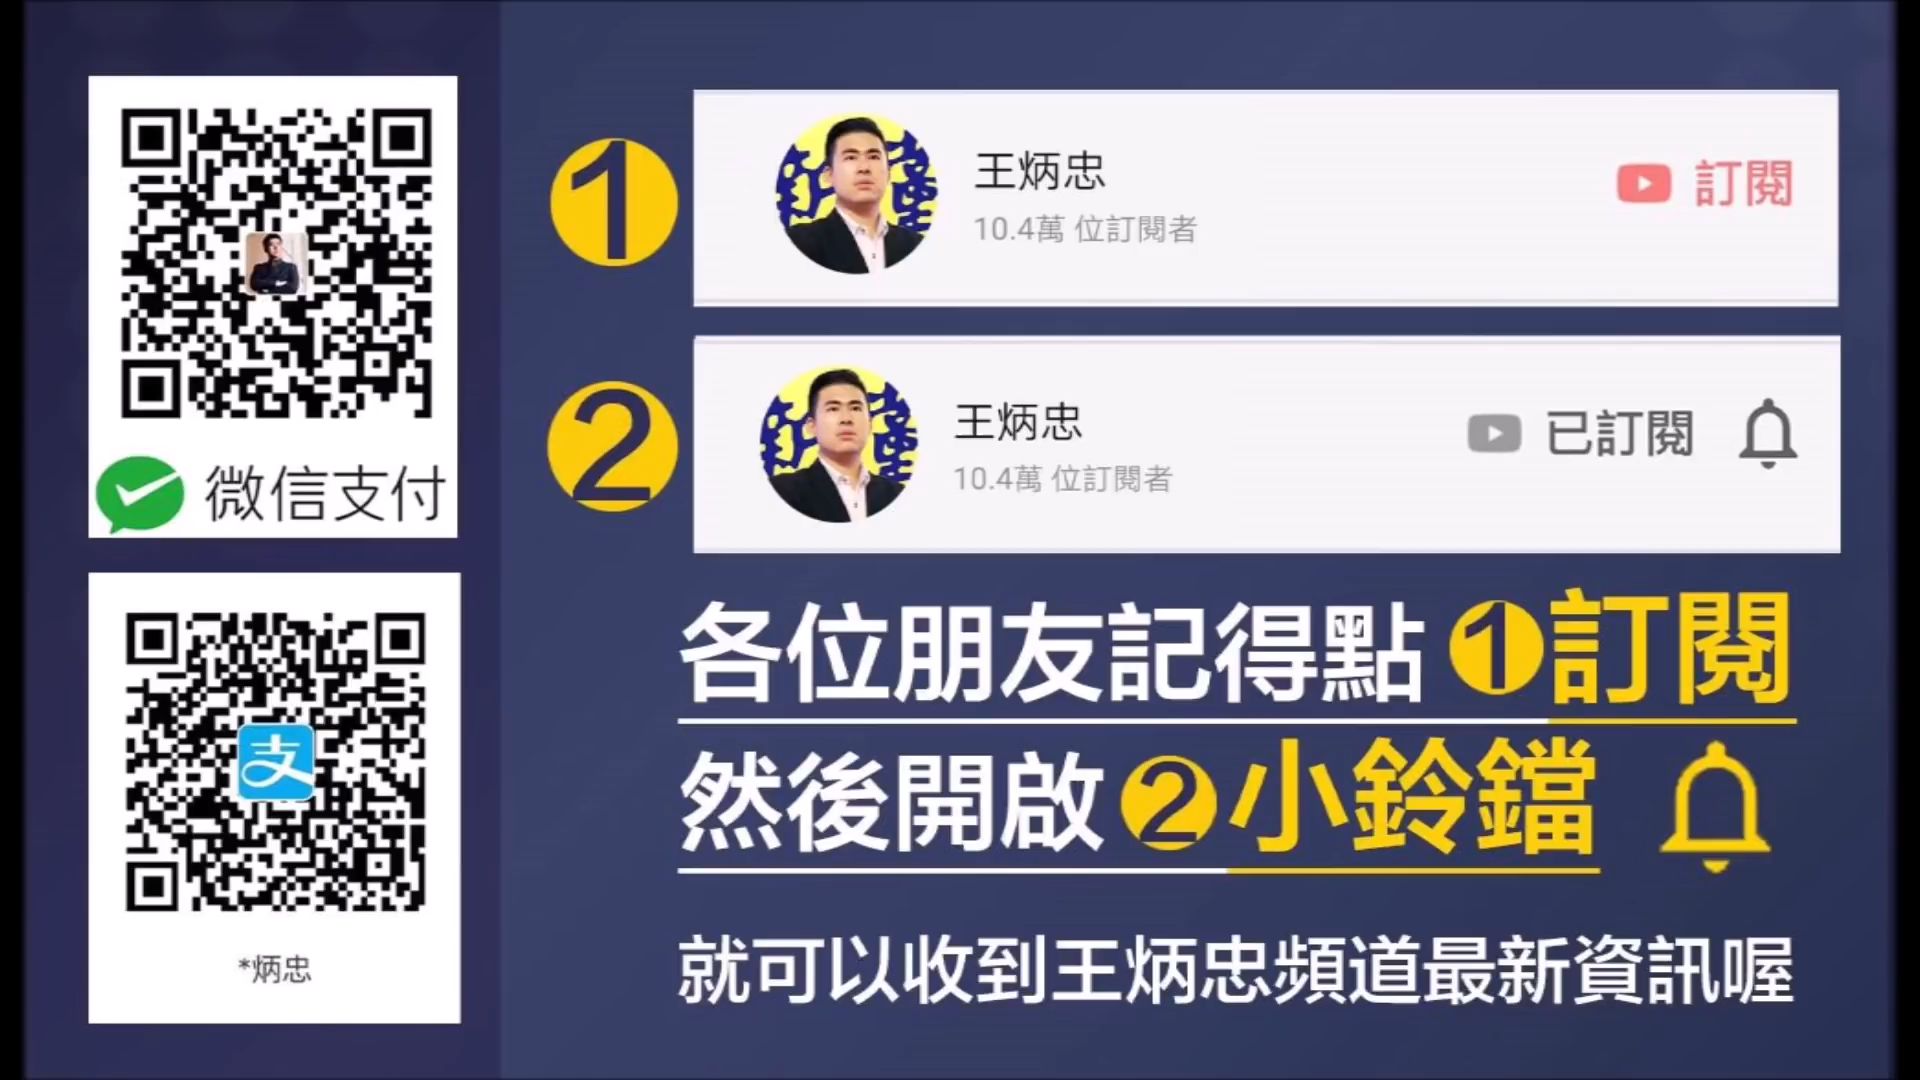 微信支付
支
*炳忠
1
王炳忠
10.4萬 位訂閱者
訂閱
2
王炳忠
10.4萬 位訂閱者
已訂閱
各位朋友記得點1訂閱
然後開啟2小鈴鐺
就可以收到王炳忠頻道最新資訊喔